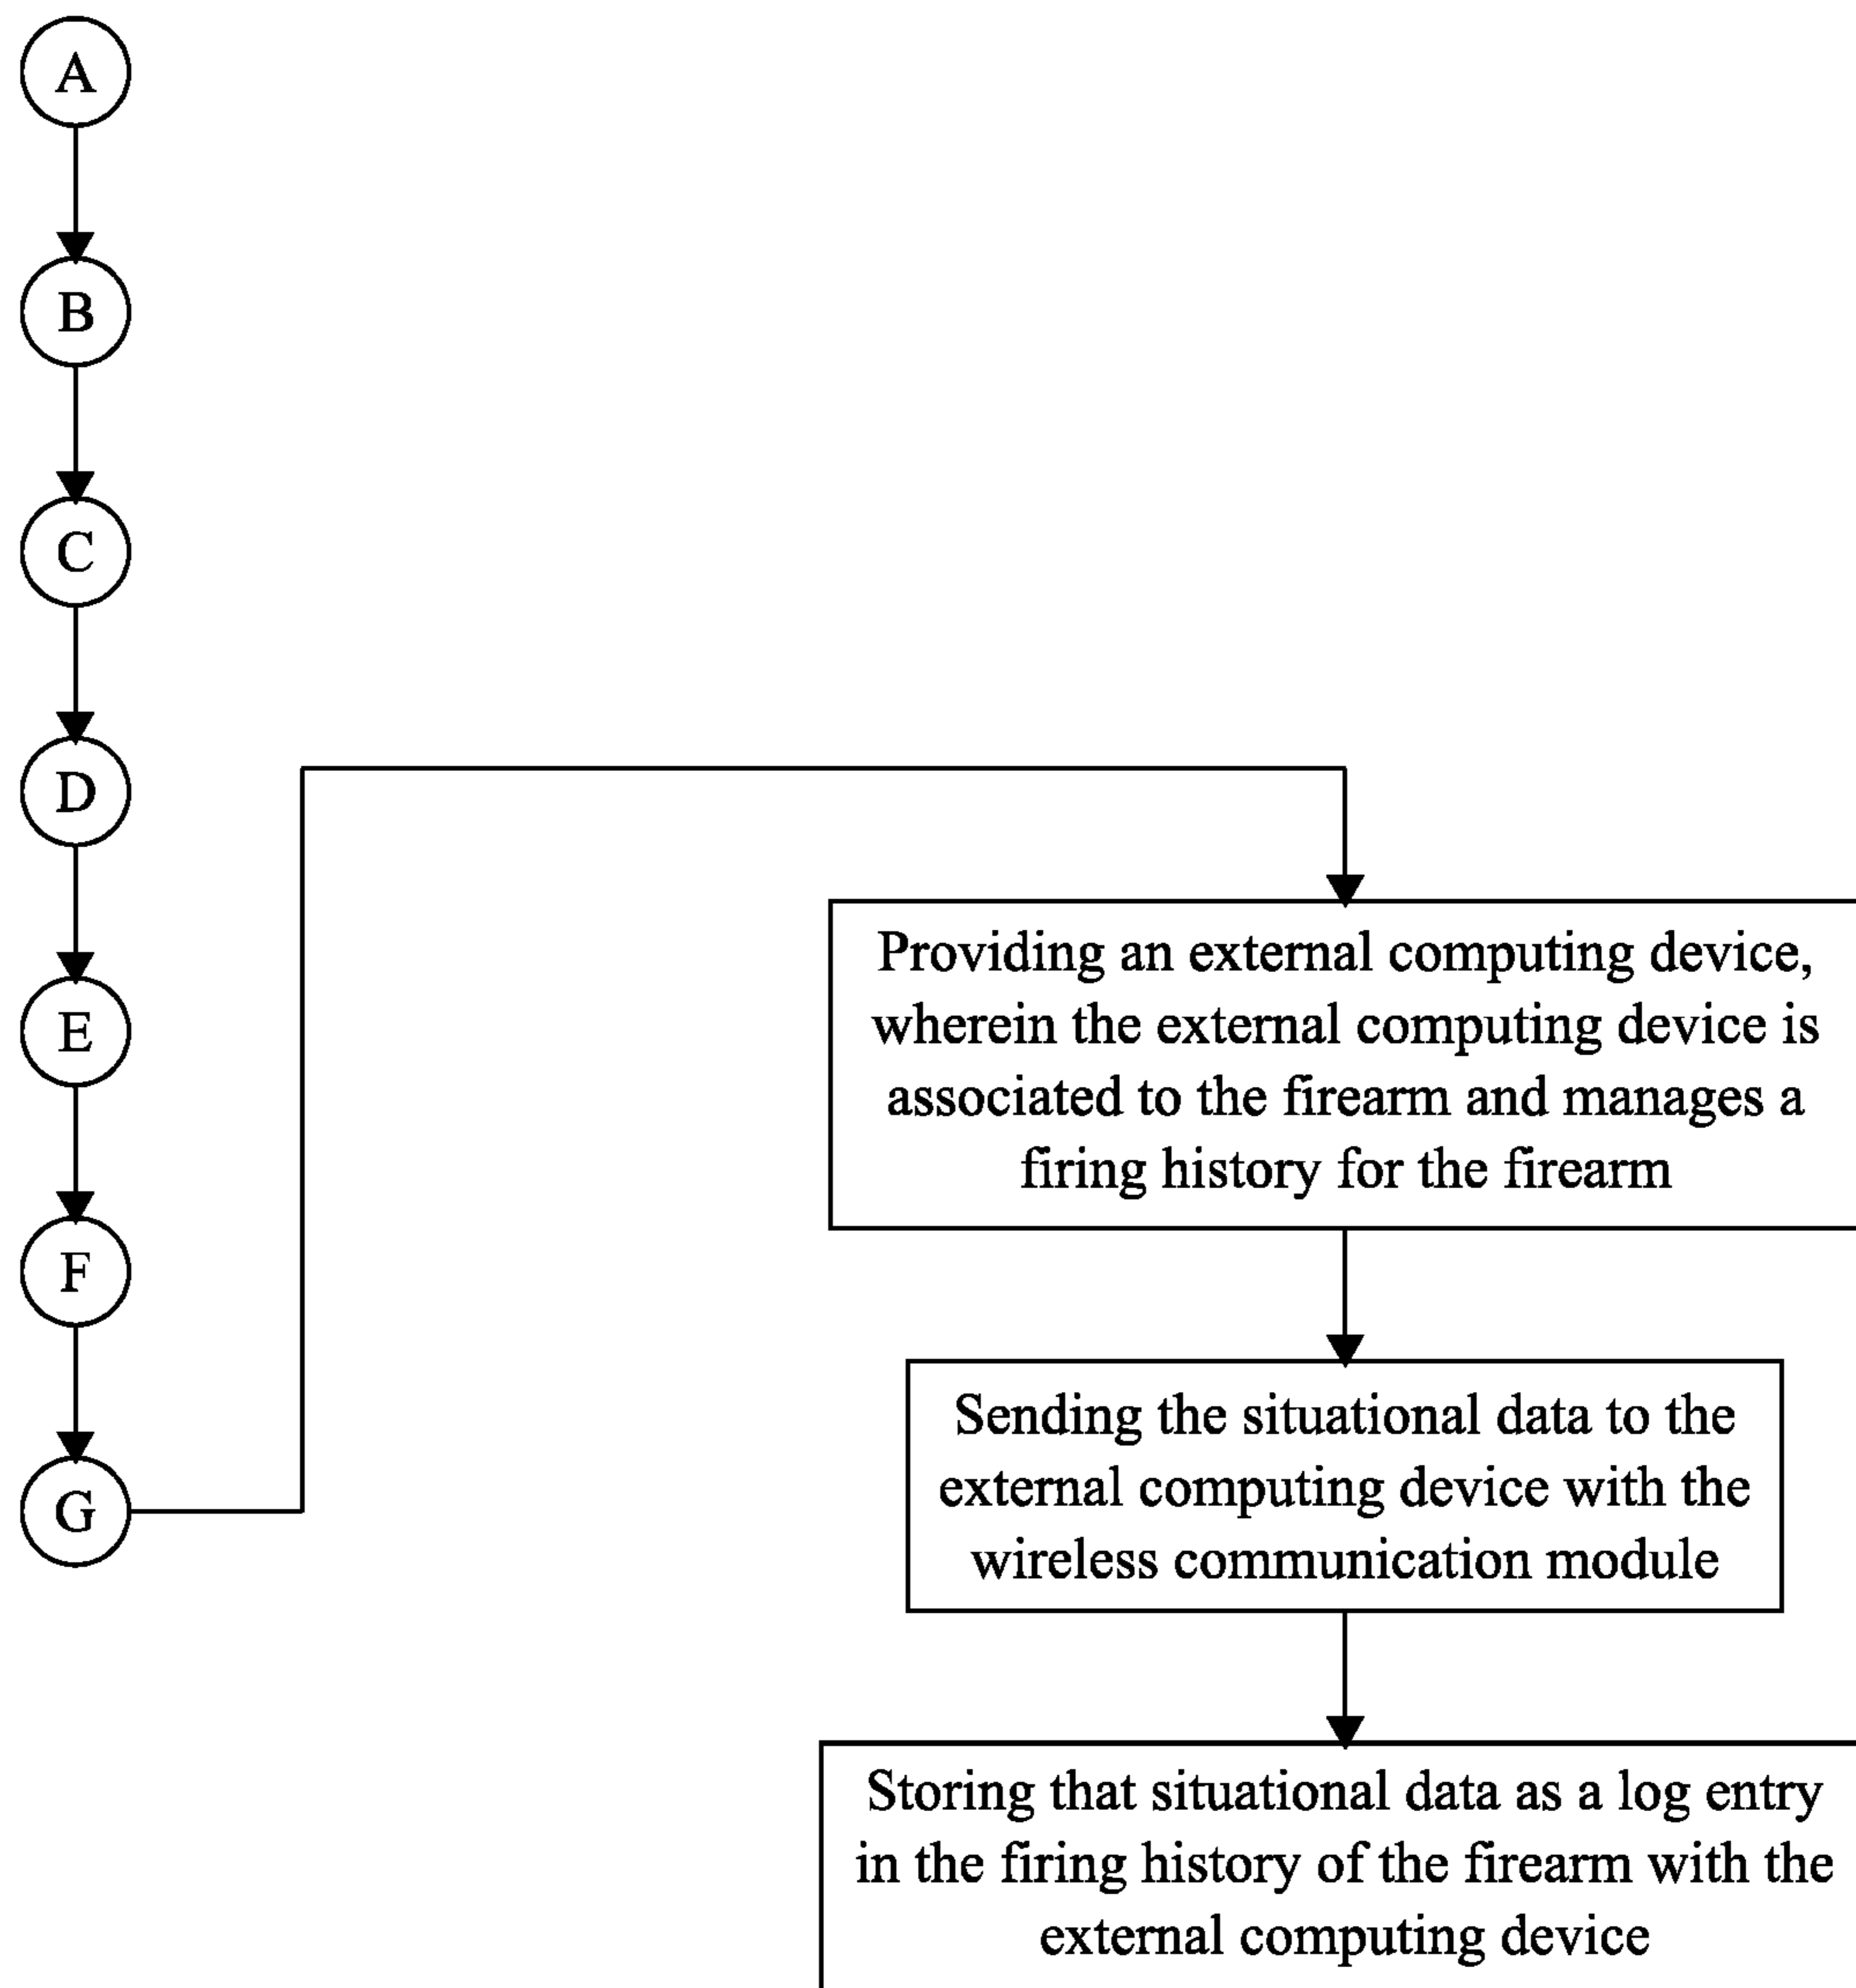 A
B
C
D
E
F
G
Providing an external computing device,
wherein the external computing device is
associated to the firearm and manages a
firing history for the firearm
Sending the situational data to the
external computing device with the
wireless communication module
Storing that situational data as a log entry
in the firing history of the firearm with the
external computing device